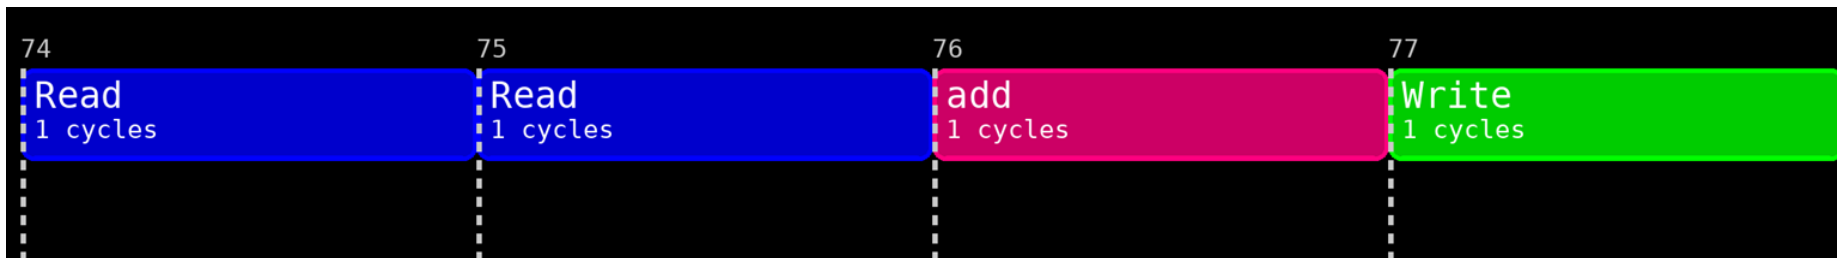 74 75 76 77
Read Read add Write
1 cycles 1 cycles 1 cycles 1 cycles